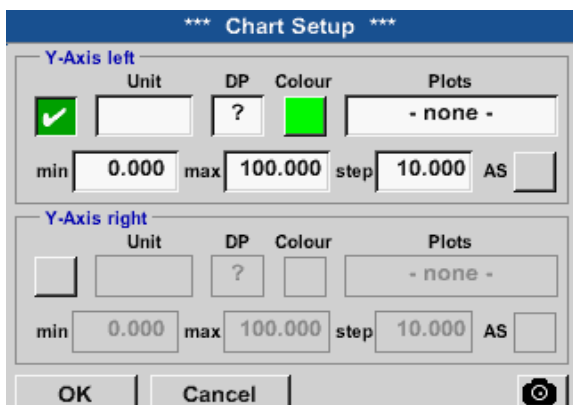 *** Chart Setup ***
Y-Axis left
Unit DP Colour Plots
? - none -
min 0.000 max 100.000 step 10.000 AS
Y-Axis right
Unit DP Colour Plots
? - none -
min 0.000 max 100.000 step 10.000 AS
OK Cancel